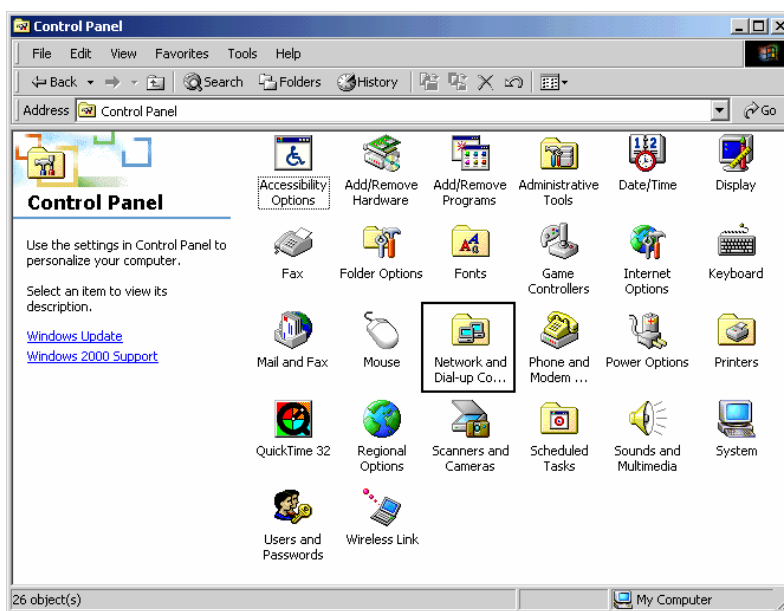 Control Panel
File Edit View Favorites Tools Help
Back Search Folders History
Address Control Panel Go
Control Panel
Use the settings in Control Panel to
personalize your computer.
Select an item to view its
description.
Windows Update
Windows 2000 Support
Accessibility
Options
Add/Remove
Hardware
Add/Remove
Programs
Administrative
Tools
Date/Time
Display
Fax
Folder Options
Fonts
Game
Controllers
Internet
Options
Keyboard
Mail and Fax
Mouse
Network and
Dial-up Co...
Phone and
Modem ...
Power Options
Printers
QuickTime 32
Regional
Options
Scanners and
Cameras
Scheduled
Tasks
Sounds and
Multimedia
System
Users and
Passwords
Wireless Link
26 object(s) My Computer